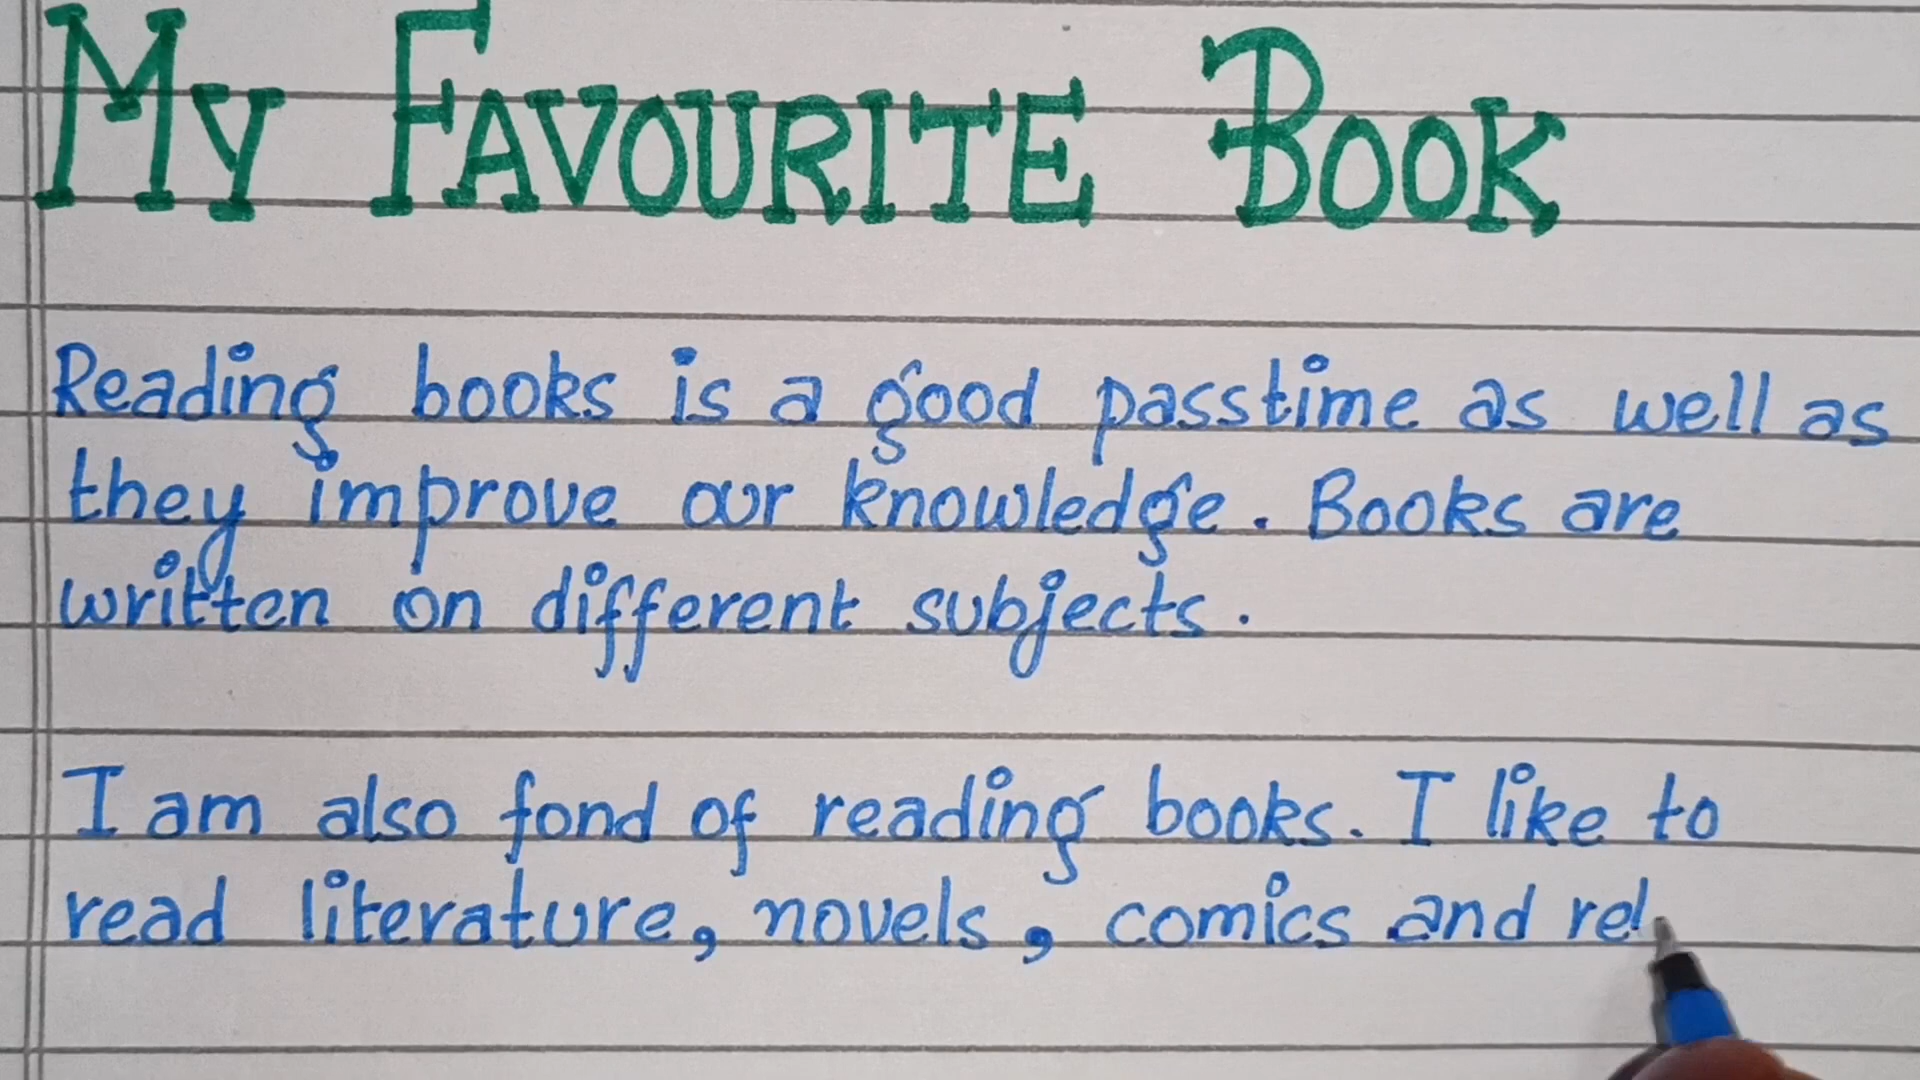 My Favourite Book
Reading books is a good passtime as well as
they improve our knowledge. Books are
written on different subjects.
I am also fond of reading books. I like to
read literature, novels, comics and rel